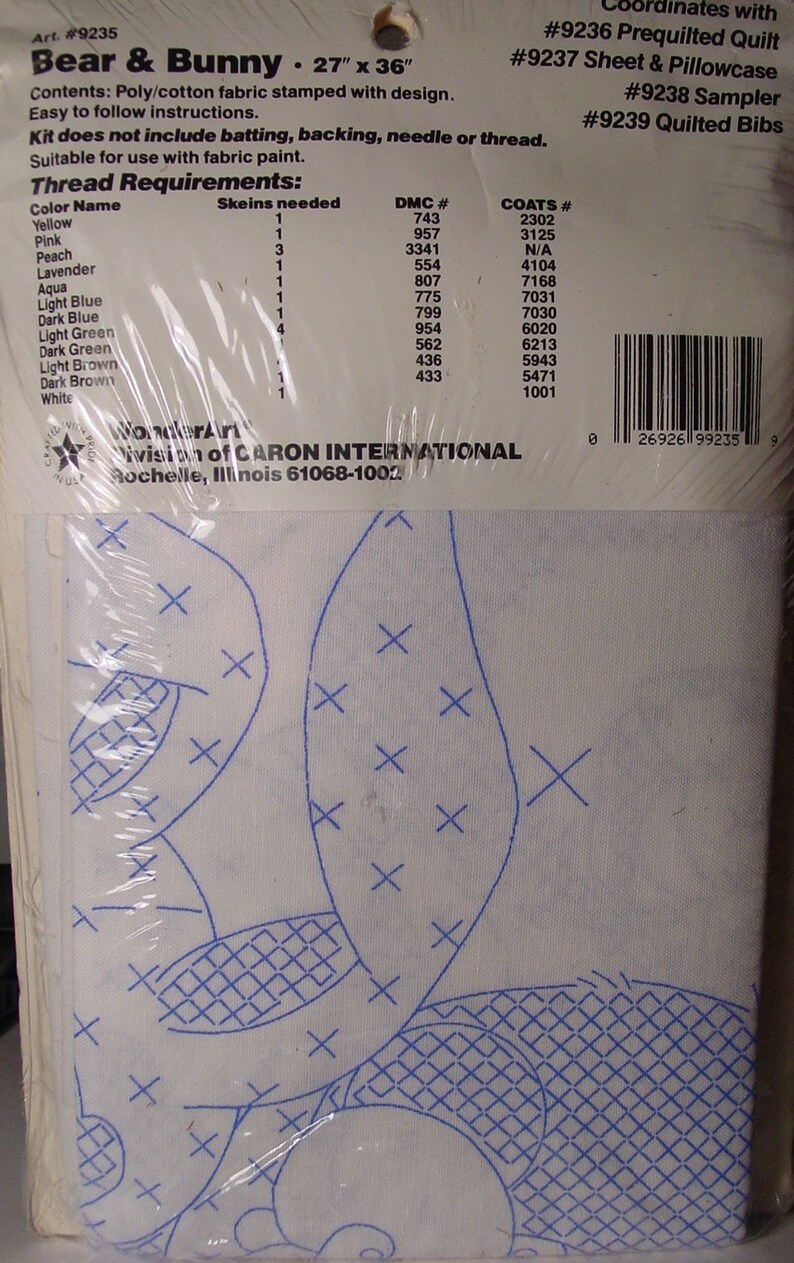 Art. #9235
Bear & Bunny • 27" x 36"
Contents: Poly/cotton fabric stamped with design.
Easy to follow instructions.
Kit does not include batting, backing, needle or thread.
Suitable for use with fabric paint.
Coordinates with
#9236 Prequilted Quilt
#9237 Sheet & Pillowcase
#9238 Sampler
#9239 Quilted Bibs
Thread Requirements:
Color Name Skeins needed DMC # COATS #
Yellow 1 743 2302
Pink 1 957 3125
Peach 3 3341 N/A
Lavender 1 554 4104
Aqua 1 807 7168
Light Blue 1 775 7031
Dark Blue 1 799 7030
Light Green 4 954 6020
Dark Green 562 6213
Light Brown 436 5943
Dark Brown 1 433 5471
White 1 1001
CRAFTED WITH PRIDE IN USA
WonderArt®
Division of CARON INTERNATIONAL
Rochelle, Illinois 61068-1002
0 26926 99235 9